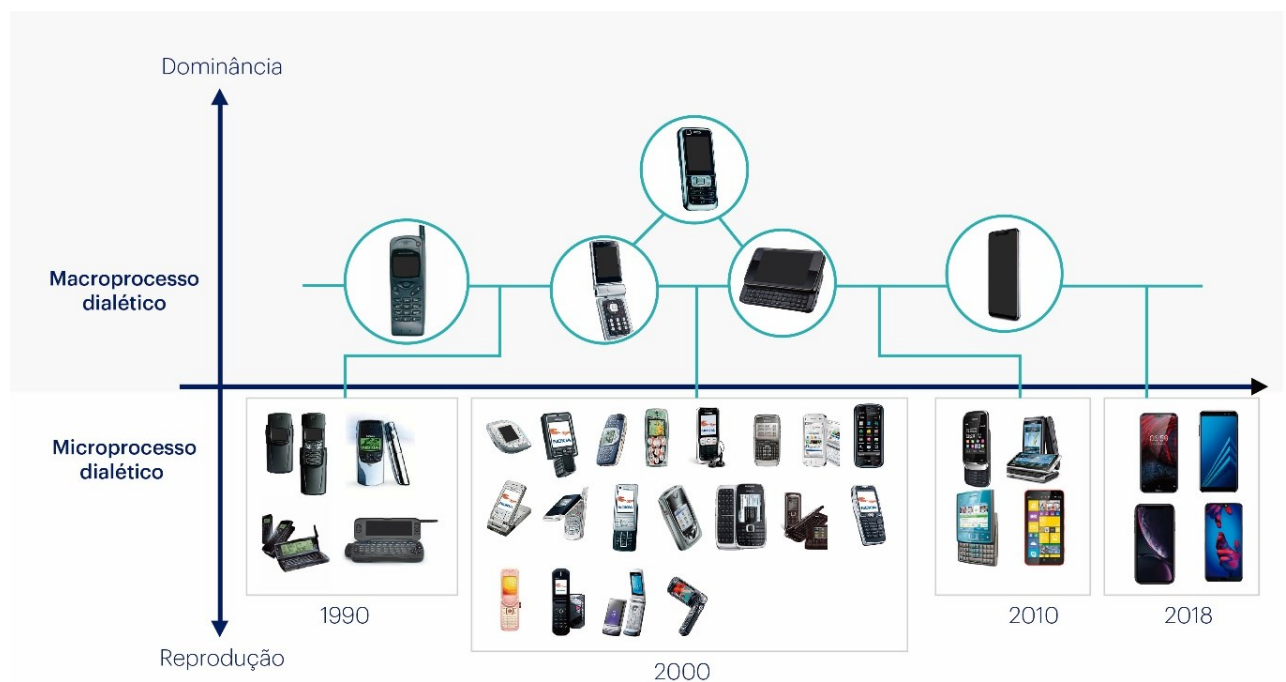 Dominância
Macroprocesso
dialético
Microprocesso
dialético
1990
2010
2018
Reprodução
2000